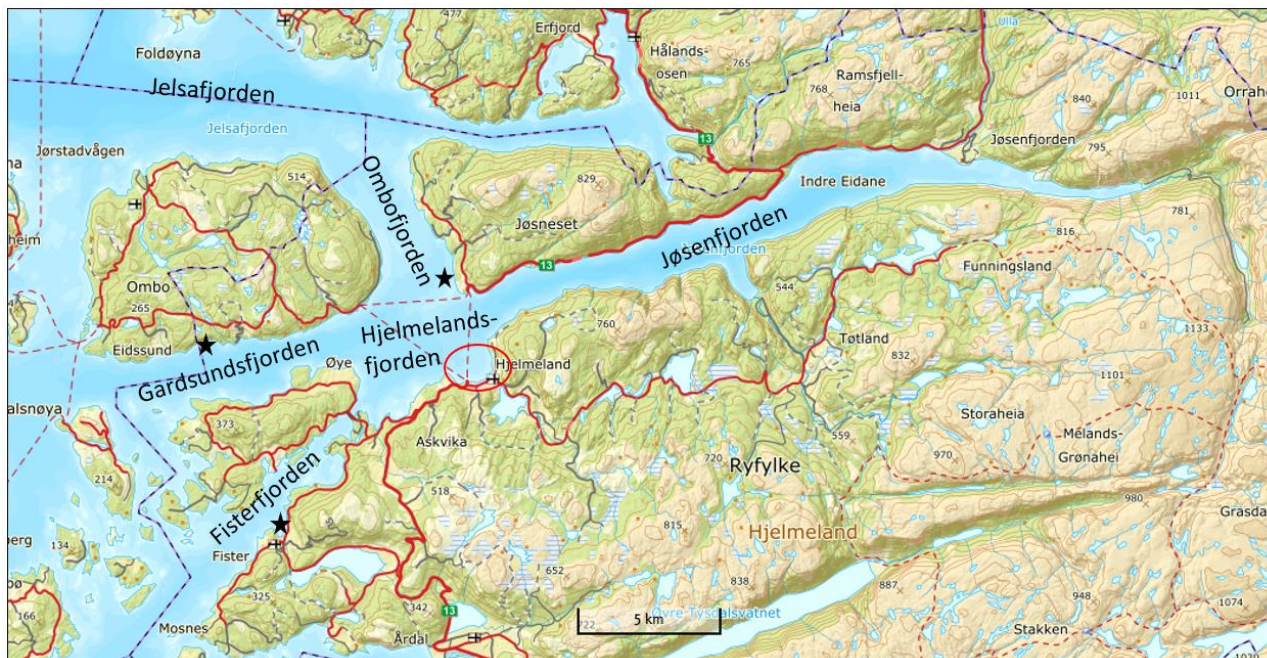 Foldøyna
477
Erfjord
Hålands-
osen
765
Ulla
Ramsfjell-
heia
768
840
1011
Orrahe
Jelsafjorden
Jelsafjorden
Jørstadvågen
514
Ombofjorden
13
829
Jøsneset
Jøsenfjorden
795
Indre Eidane
781
816
heim
13
Jøsenfjorden
Funningsland
Ombo
265
Eidssund
Gardsundsfjorden
Hjelmelands-
fjorden
Øye
Hjelmeland
760
544
Tøtland
832
1133
1101
alsnøya
373
Askvika
Storaheia
Mélands-
Grønahei
559
970
720
Ryfylke
518
214
Fisterfjorden
980
815
Hjelmeland
Grasda
Fister
134
berg
652
838
887
948
1074
325
342
166
Mosnes
13
Årdal
5 km
722
Øvre Tysdalsvatnet
Stakken
1020